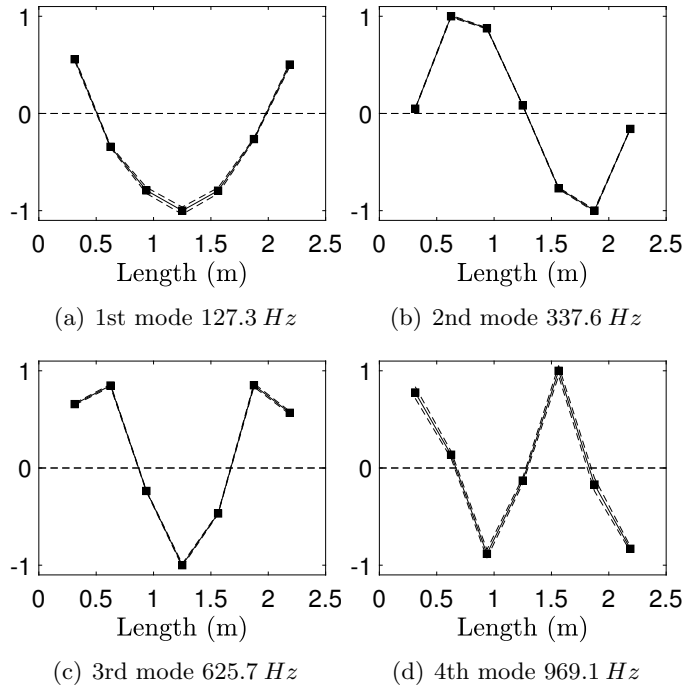 1
0
-1
0 0.5 1 1.5 2 2.5
Length (m)
(a) 1st mode 127.3 Hz
1
0
-1
0 0.5 1 1.5 2 2.5
Length (m)
(b) 2nd mode 337.6 Hz
1
0
-1
0 0.5 1 1.5 2 2.5
Length (m)
(c) 3rd mode 625.7 Hz
1
0
-1
0 0.5 1 1.5 2 2.5
Length (m)
(d) 4th mode 969.1 Hz